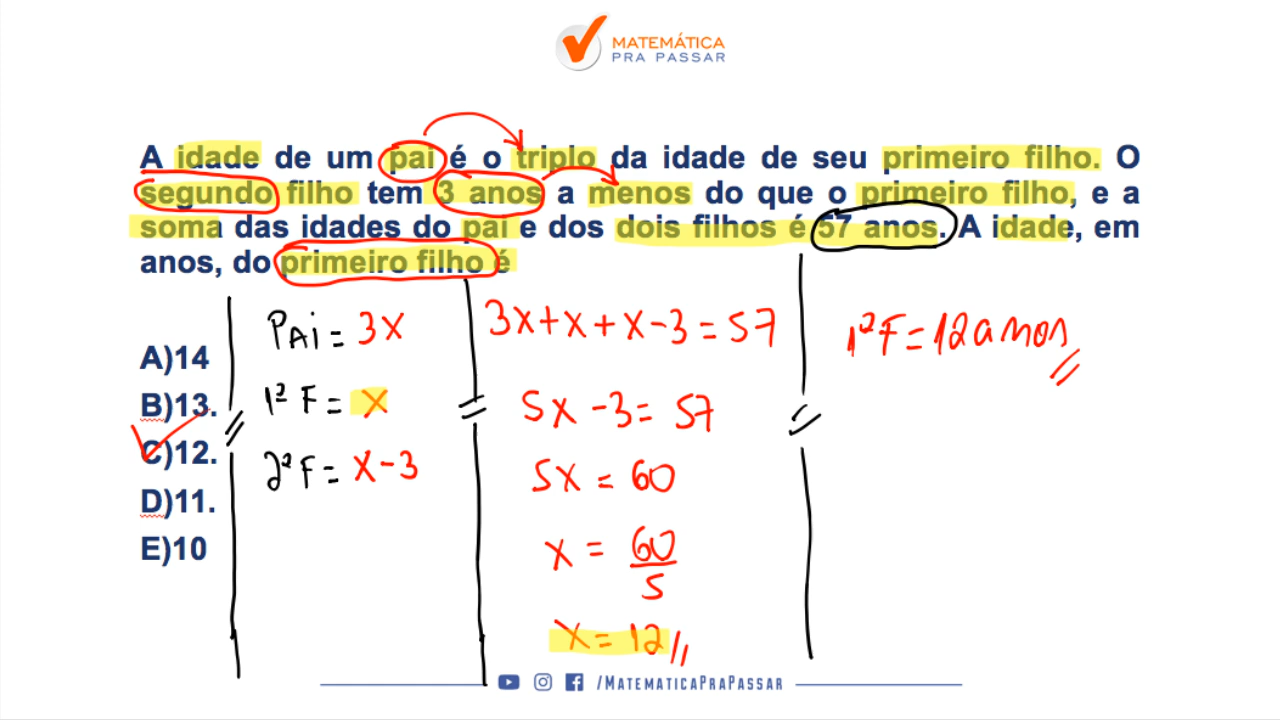 MATEMÁTICA
PRA PASSAR
A idade de um pai é o triplo da idade de seu primeiro filho. O
segundo filho tem 3 anos a menos do que o primeiro filho, e a
soma das idades do pai e dos dois filhos é 57 anos. A idade, em
anos, do primeiro filho é
A)14
B)13.
C)12.
D)11.
E)10
PAi = 3X
1º F = X
2º F = X-3
3X+X+X-3=57
5X-3=57
5X=60
X=60/5
X=12
1ºF=12 anos
/MATEMATICAPRAPASSAR